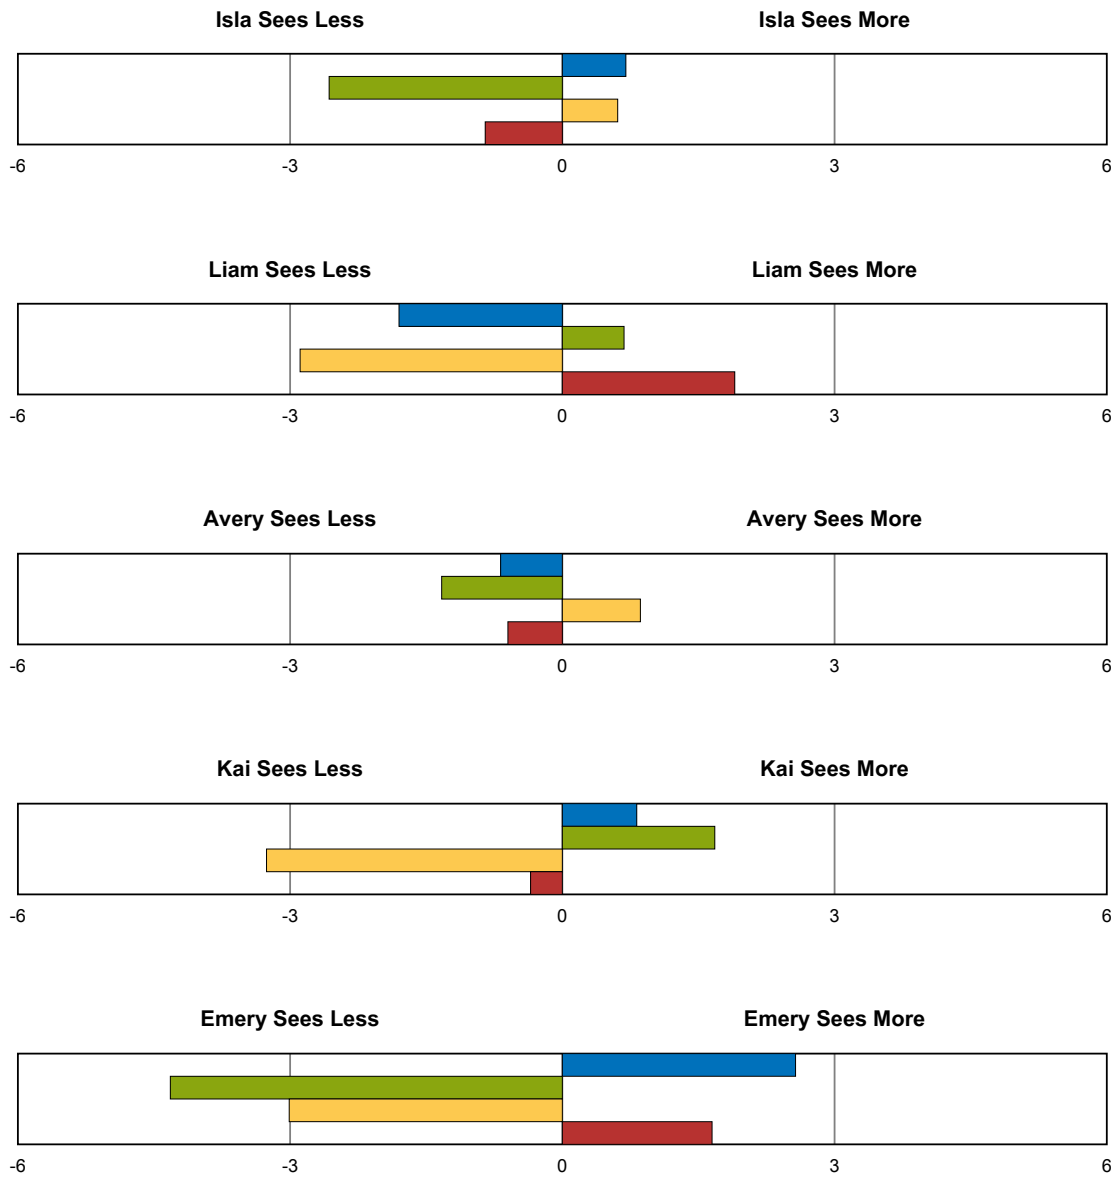 Isla Sees Less Isla Sees More
-6 -3 0 3 6
Liam Sees Less Liam Sees More
-6 -3 0 3 6
Avery Sees Less Avery Sees More
-6 -3 0 3 6
Kai Sees Less Kai Sees More
-6 -3 0 3 6
Emery Sees Less Emery Sees More
-6 -3 0 3 6